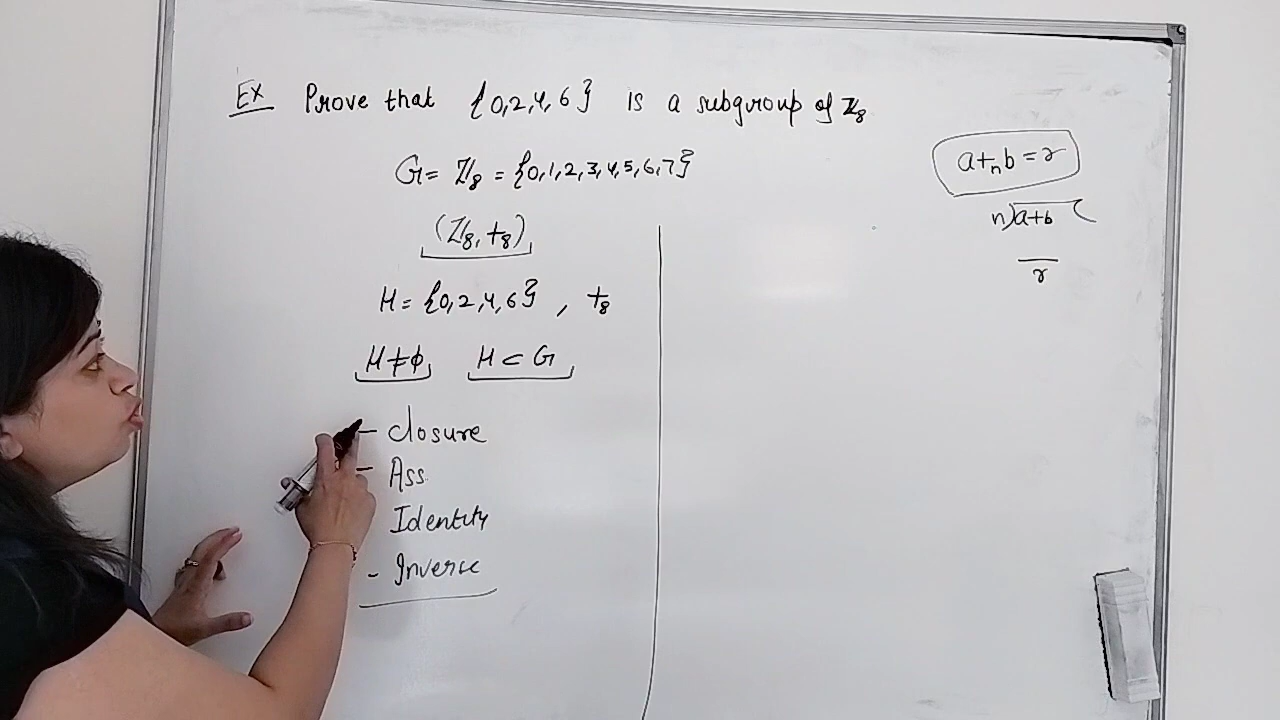 Ex Prove that {0,2,4,6} is a subgroup of ℤ₈
G = ℤ₈ = {0,1,2,3,4,5,6,7}
(ℤ₈, +₈)
H = {0,2,4,6} , +₈
H ≠ ϕ H ⊂ G
- closure
- Ass.
Identity
- Inverse
a +ₙ b = r
n)a+b(
r